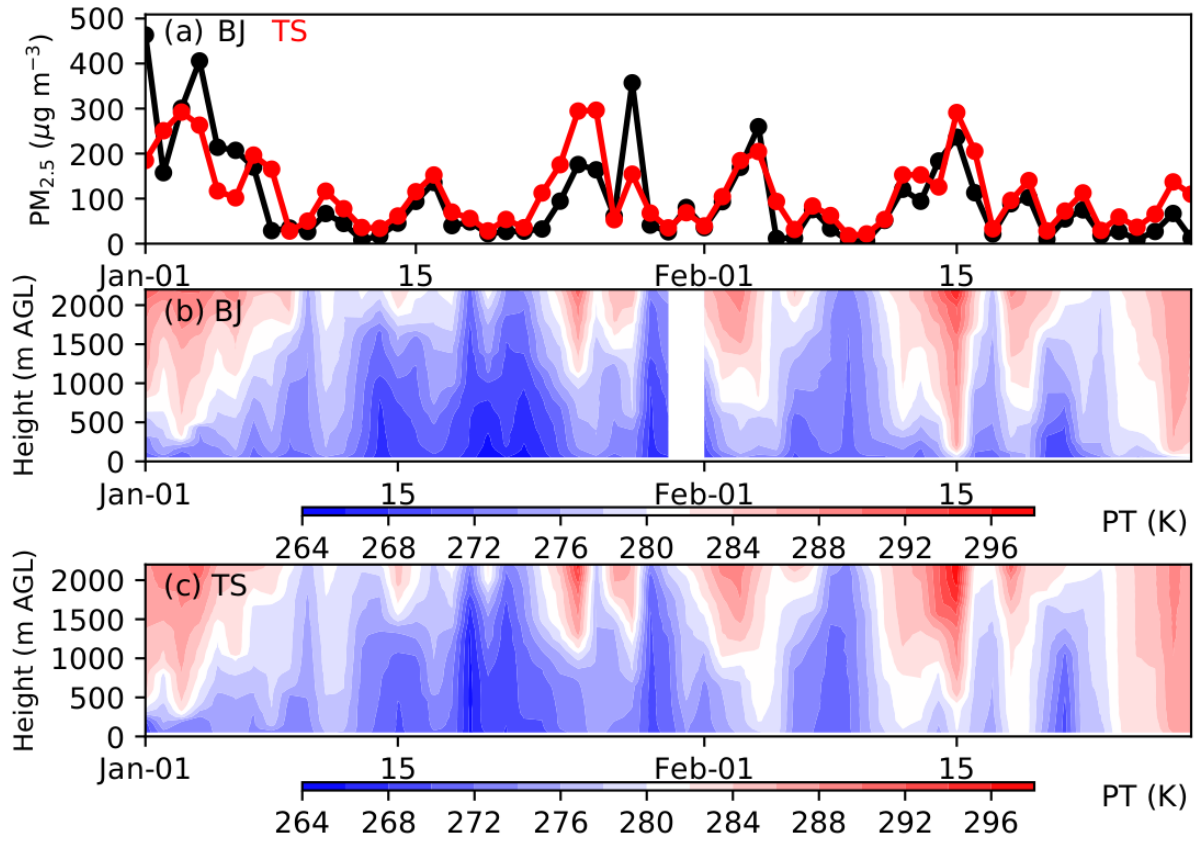 (a) BJ TS
500
400
300
200
100
0
PM2.5 (μg m−3)
Jan-01 15 Feb-01 15
(b) BJ
2000
1500
1000
500
0
Height (m AGL)
Jan-01 15 Feb-01 15
264 268 272 276 280 284 288 292 296
PT (K)
(c) TS
2000
1500
1000
500
0
Height (m AGL)
Jan-01 15 Feb-01 15
264 268 272 276 280 284 288 292 296
PT (K)